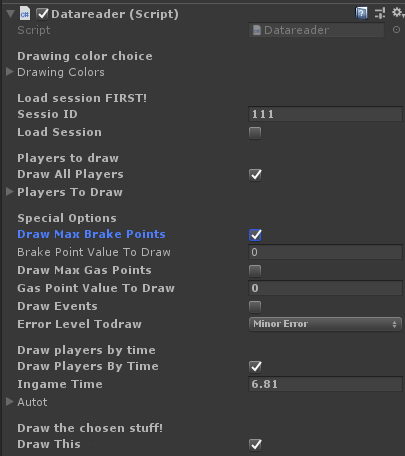 Datareader (Script)
Script Datareader
Drawing color choice
Drawing Colors
Load session FIRST!
Sessio ID 111
Load Session
Players to draw
Draw All Players
Players To Draw
Special Options
Draw Max Brake Points
Brake Point Value To Draw 0
Draw Max Gas Points
Gas Point Value To Draw 0
Draw Events
Error Level Todraw Minor Error
Draw players by time
Draw Players By Time
Ingame Time 6.81
Autot
Draw the chosen stuff!
Draw This